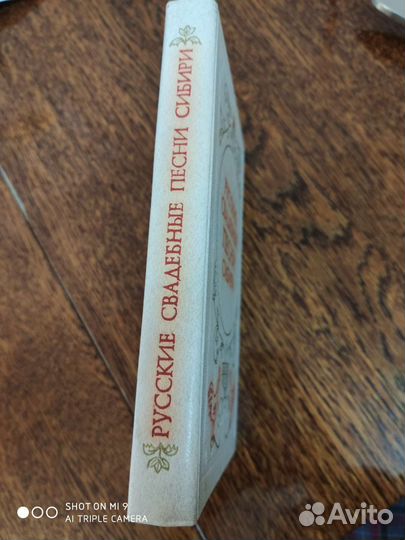 РУССКИЕ СВАДЕБНЫЕ ПЕСНИ СИБИРИ
SHOT ON MI 9
AI TRIPLE CAMERA
Avito